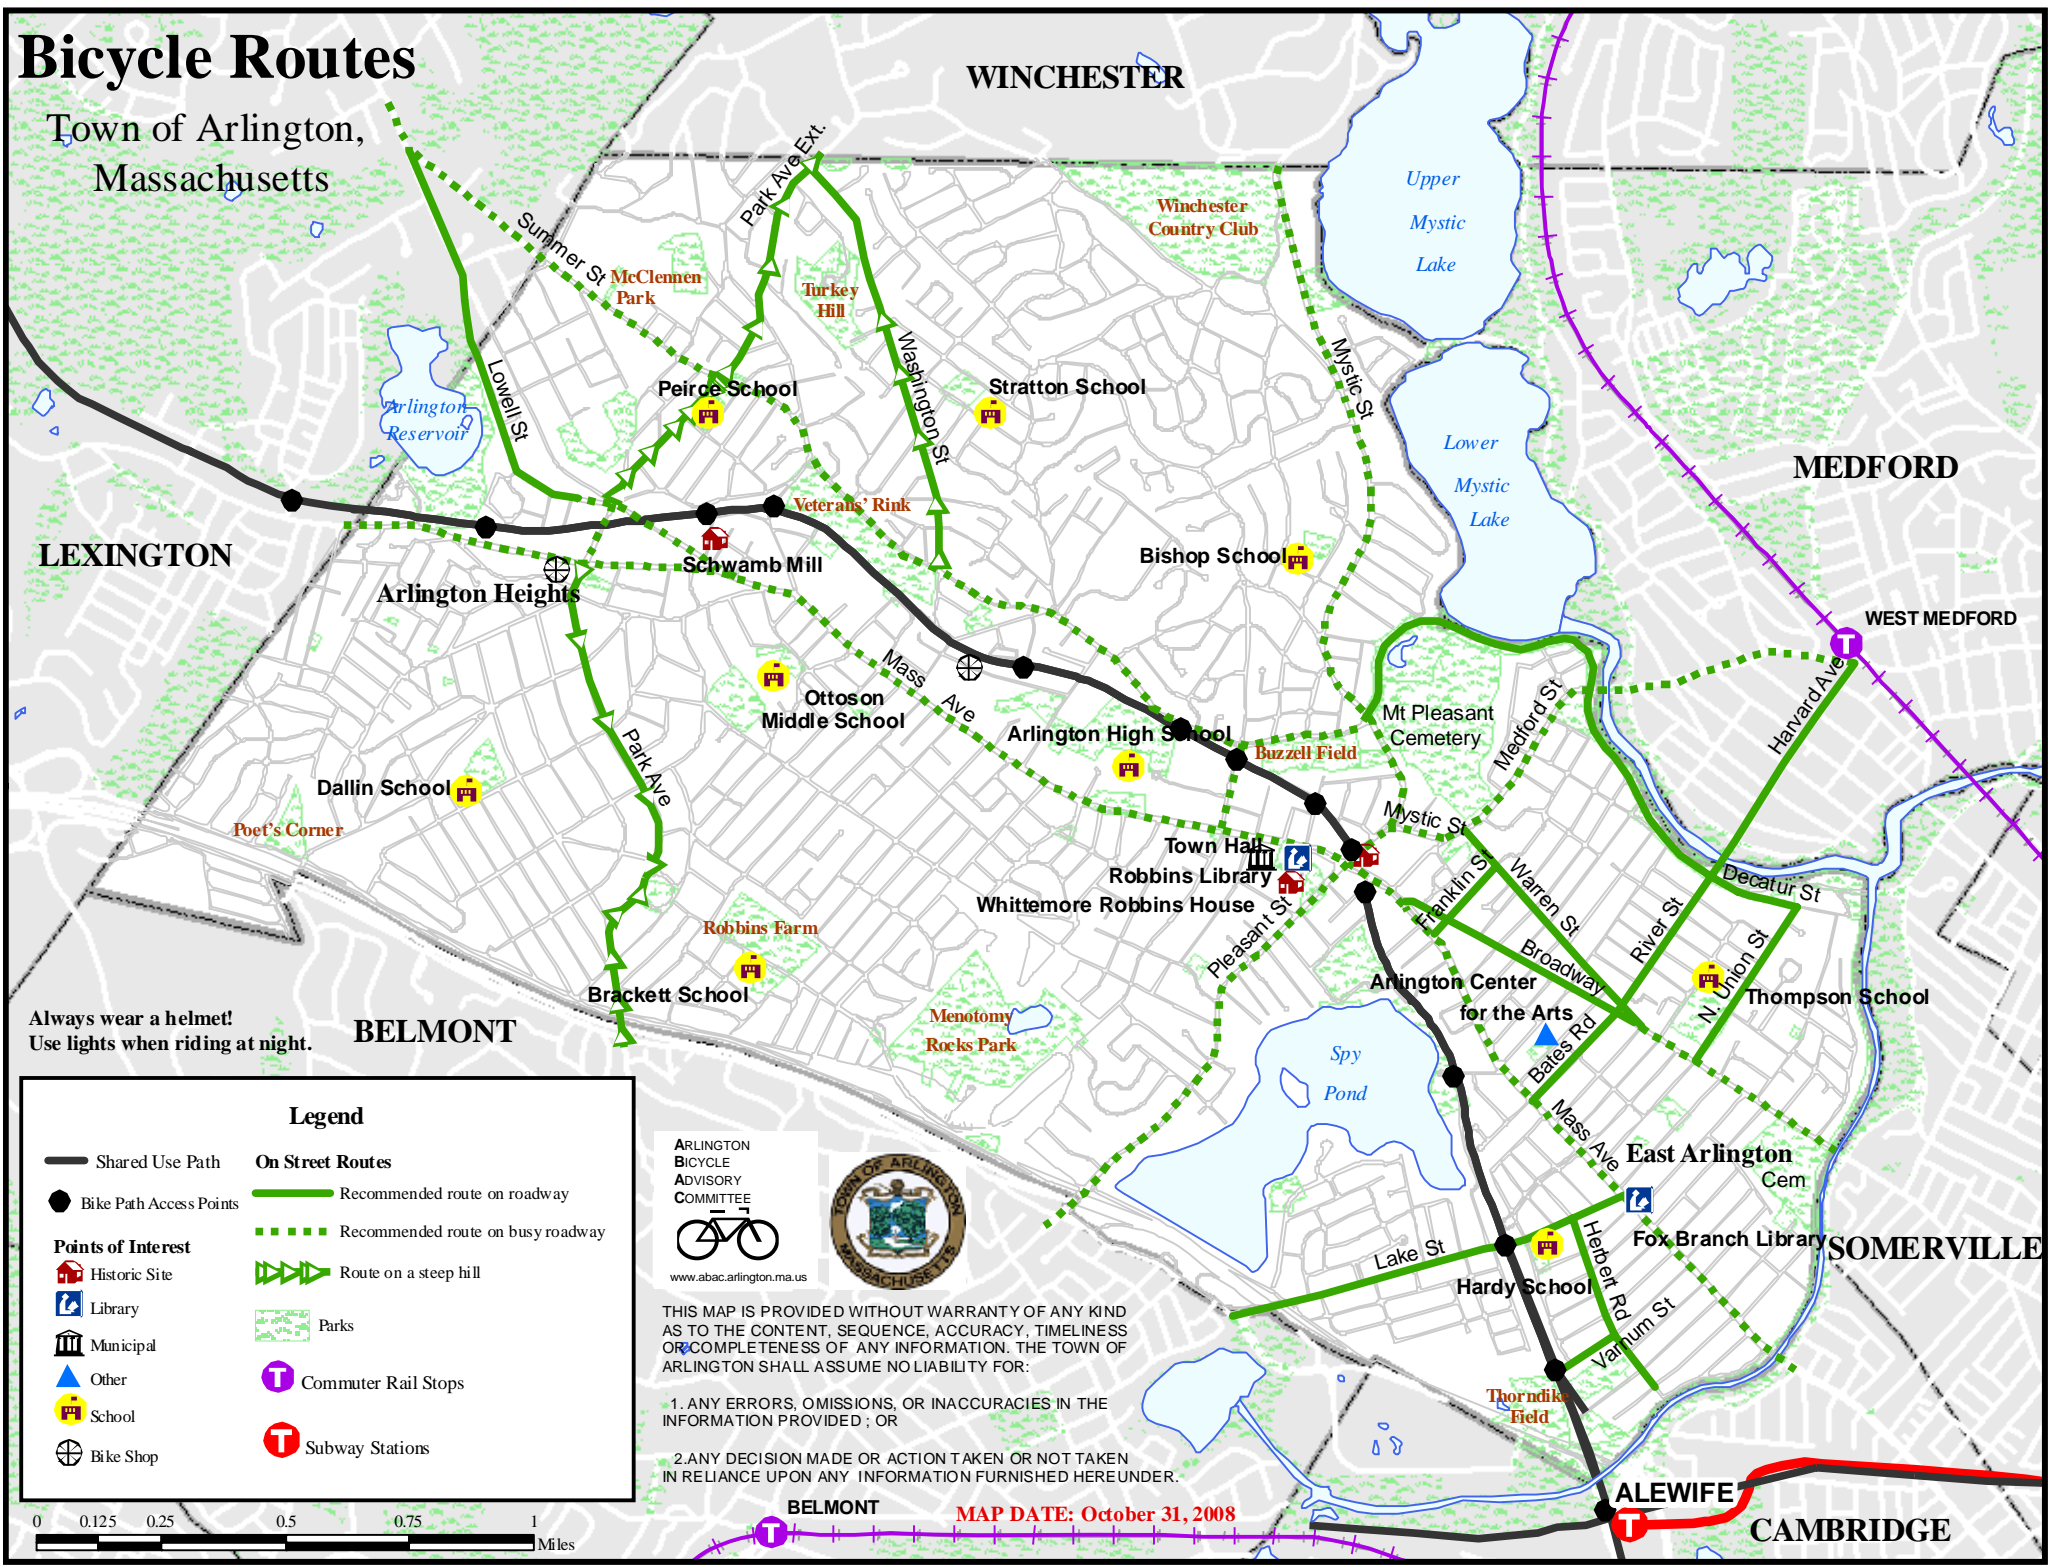 Bicycle Routes
Town of Arlington,
Massachusetts
WINCHESTER
Park Ave Ext.
Upper
Mystic
Lake
Winchester
Country Club
Summer St
McClennen
Park
Turkey
Hill
Washington St
Mystic St
Lowell St
Peirce School
Stratton School
Arlington
Reservoir
Lower
Mystic
Lake
MEDFORD
Veterans' Rink
LEXINGTON
Schwamb Mill
Bishop School
Arlington Heights
WEST MEDFORD
T
Mass
Ave
Ottoson
Middle School
Park Ave
Arlington High School
Buzzell Field
Mt Pleasant
Cemetery
Medford St
Harvard Ave
Dallin School
Poet's Corner
Mystic St
Town Hall
Robbins Library
Whittemore Robbins House
Franklin St
Warren St
Decatur St
River St
Pleasant St
Broadway
N. Union St
Robbins Farm
Brackett School
Arlington Center
for the Arts
Thompson School
Menotomy
Rocks Park
Bates Rd
Spy
Pond
Always wear a helmet!
Use lights when riding at night.
BELMONT
Mass Ave
East Arlington
Cem
Fox Branch Library
SOMERVILLE
Lake St
Hardy School
Herbert Rd
Varnum St
Thorndike
Field
Legend
Shared Use Path
On Street Routes
Bike Path Access Points
Recommended route on roadway
Recommended route on busy roadway
Route on a steep hill
Points of Interest
Historic Site
Library
Municipal
Other
School
Bike Shop
Parks
T Commuter Rail Stops
T Subway Stations
ARLINGTON
BICYCLE
ADVISORY
COMMITTEE
www.abac.arlington.ma.us
TOWN OF ARLINGTON
MASSACHUSETTS
THIS MAP IS PROVIDED WITHOUT WARRANTY OF ANY KIND
AS TO THE CONTENT, SEQUENCE, ACCURACY, TIMELINESS
OR COMPLETENESS OF ANY INFORMATION. THE TOWN OF
ARLINGTON SHALL ASSUME NO LIABILITY FOR:
1. ANY ERRORS, OMISSIONS, OR INACCURACIES IN THE
INFORMATION PROVIDED ; OR
2.ANY DECISION MADE OR ACTION TAKEN OR NOT TAKEN
IN RELIANCE UPON ANY INFORMATION FURNISHED HEREUNDER.
0 0.125 0.25 0.5 0.75 1
Miles
BELMONT
T
MAP DATE: October 31, 2008
ALEWIFE
T
CAMBRIDGE